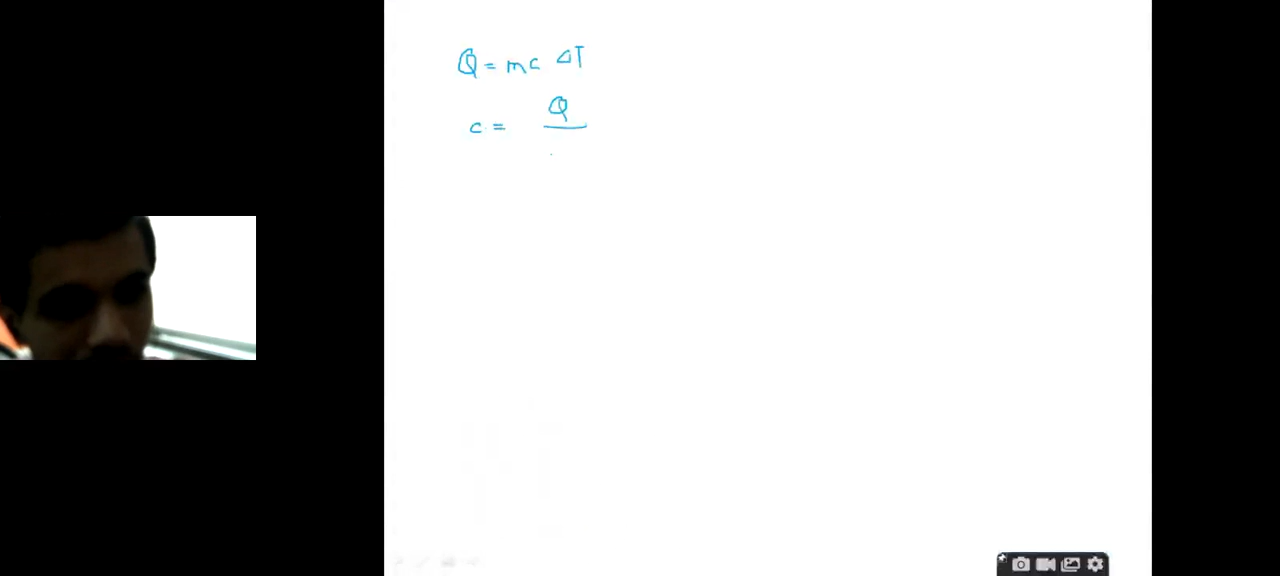 Q = mc ΔT
c = Q